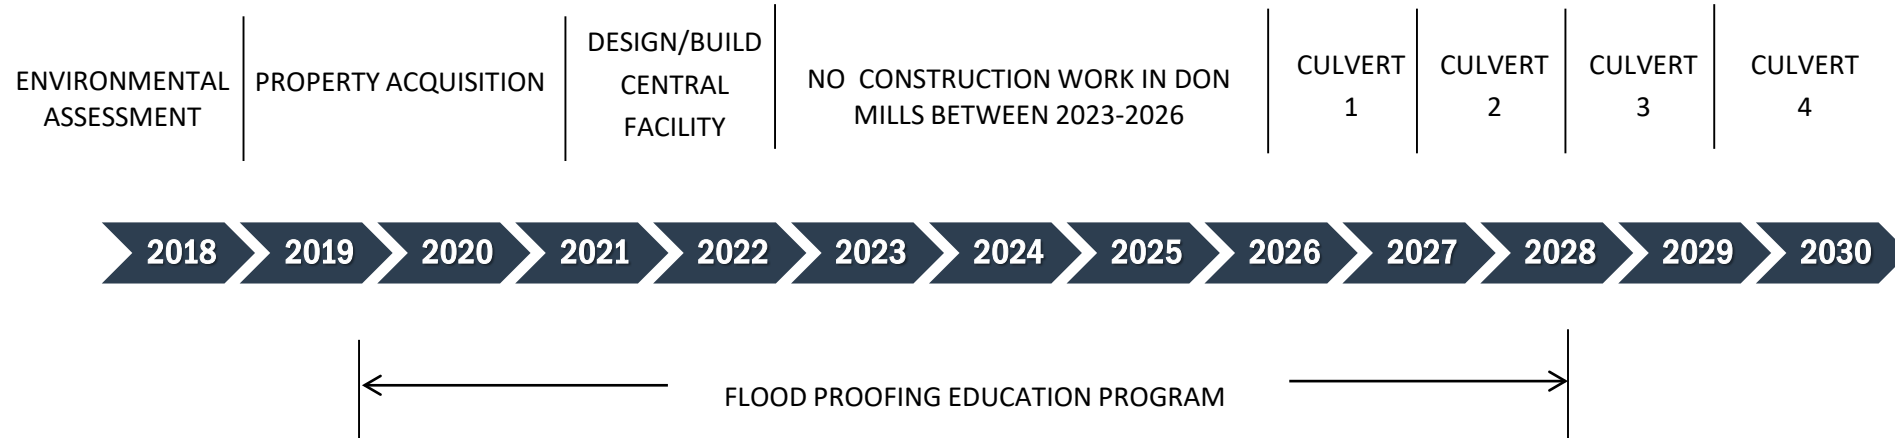 ENVIRONMENTAL
ASSESSMENT
PROPERTY ACQUISITION
DESIGN/BUILD
CENTRAL
FACILITY
NO CONSTRUCTION WORK IN DON
MILLS BETWEEN 2023-2026
CULVERT
1
CULVERT
2
CULVERT
3
CULVERT
4
2018 2019 2020 2021 2022 2023 2024 2025 2026 2027 2028 2029 2030
FLOOD PROOFING EDUCATION PROGRAM